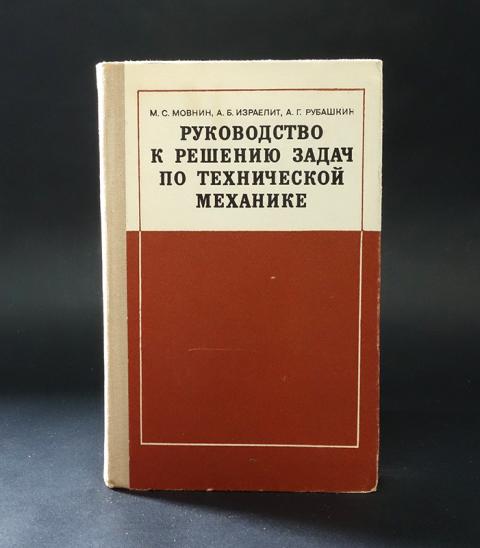 М. С. МОВНИН, А. Б. ИЗРАЕЛИТ, А. Г. РУБАШКИН
РУКОВОДСТВО
К РЕШЕНИЮ ЗАДАЧ
ПО ТЕХНИЧЕСКОЙ
МЕХАНИКЕ